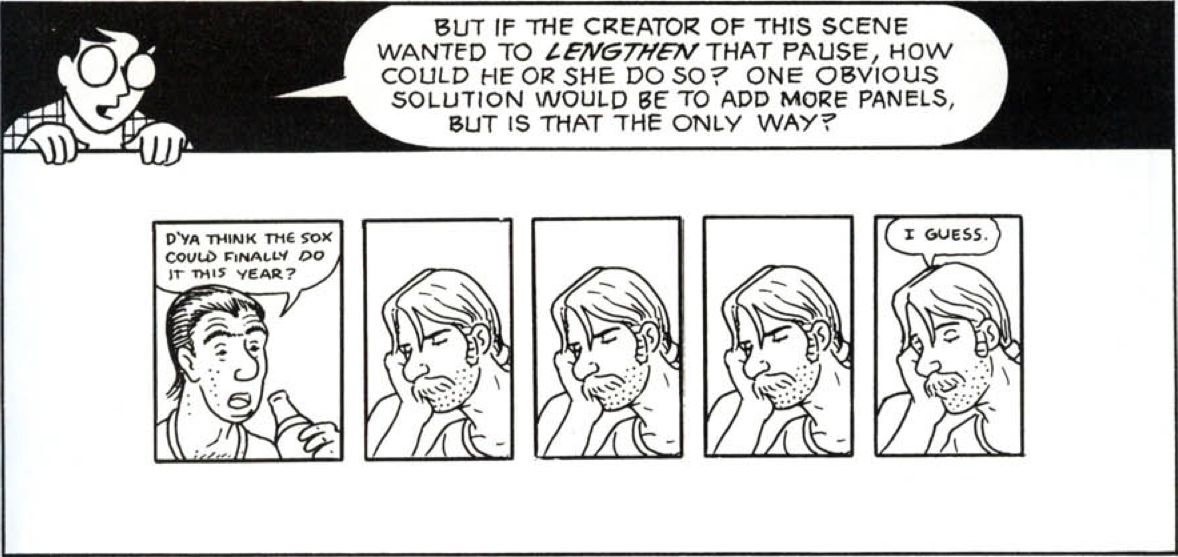 BUT IF THE CREATOR OF THIS SCENE
WANTED TO LENGTHEN THAT PAUSE, HOW
COULD HE OR SHE DO SO? ONE OBVIOUS
SOLUTION WOULD BE TO ADD MORE PANELS,
BUT IS THAT THE ONLY WAY?
D'YA THINK THE SOX
COULD FINALLY DO
IT THIS YEAR?
I GUESS.